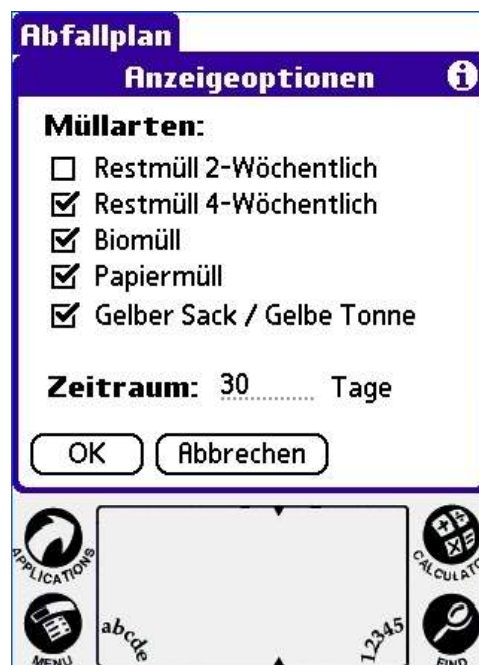 Abfallplan
Anzeigeoptionen
Müllarten:
Restmüll 2-Wöchentlich
Restmüll 4-Wöchentlich
Biomüll
Papiermüll
Gelber Sack / Gelbe Tonne
Zeitraum: 30 Tage
OK Abbrechen
APPLICATIONS
CALCULATO
MENU
abcde
12345
FIND